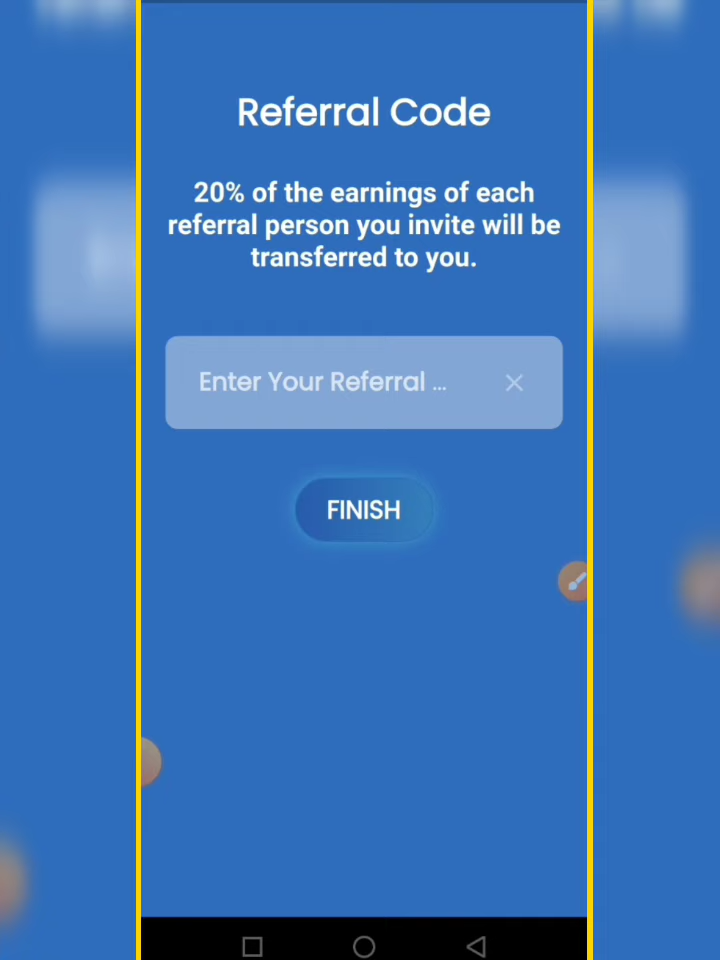 Referral Code
20% of the earnings of each
referral person you invite will be
transferred to you.
Enter Your Referral ...
FINISH